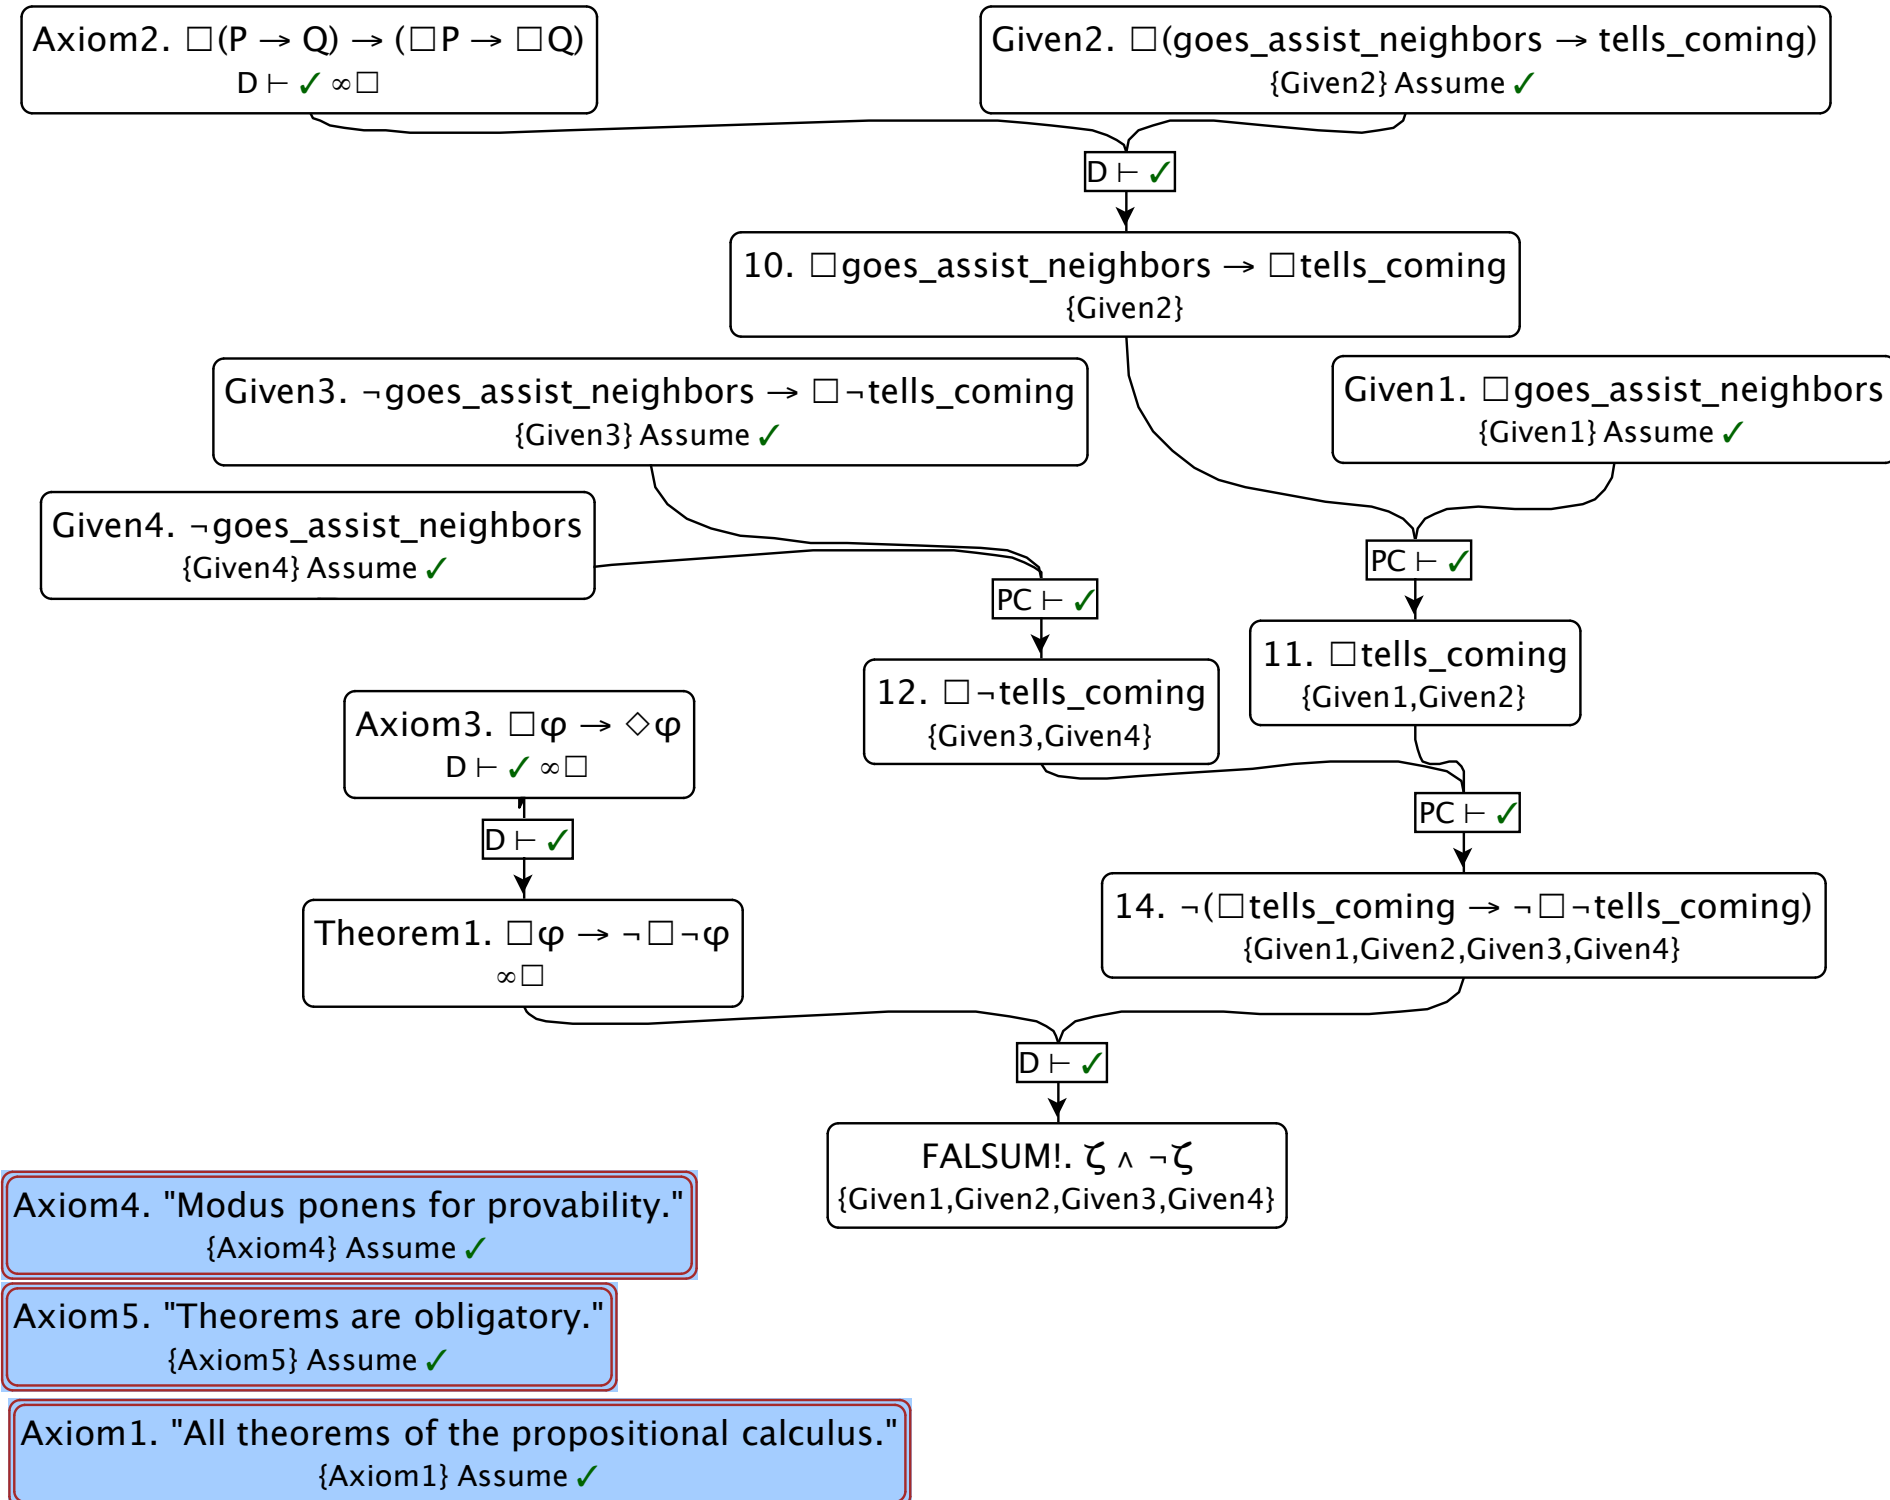 Axiom2. □(P → Q) → (□P → □Q)
D ⊢ ✓ ∞□
Given2. □(goes_assist_neighbors → tells_coming)
{Given2} Assume ✓
D ⊢ ✓
10. □goes_assist_neighbors → □tells_coming
{Given2}
Given3. ¬goes_assist_neighbors → □¬tells_coming
{Given3} Assume ✓
Given1. □goes_assist_neighbors
{Given1} Assume ✓
Given4. ¬goes_assist_neighbors
{Given4} Assume ✓
PC ⊢ ✓
PC ⊢ ✓
11. □tells_coming
{Given1,Given2}
12. □¬tells_coming
{Given3,Given4}
Axiom3. □φ → ◇φ
D ⊢ ✓ ∞□
PC ⊢ ✓
D ⊢ ✓
14. ¬(□tells_coming → ¬□¬tells_coming)
{Given1,Given2,Given3,Given4}
Theorem1. □φ → ¬□¬φ
∞□
D ⊢ ✓
FALSUM!. ζ ∧ ¬ζ
{Given1,Given2,Given3,Given4}
Axiom4. "Modus ponens for provability."
{Axiom4} Assume ✓
Axiom5. "Theorems are obligatory."
{Axiom5} Assume ✓
Axiom1. "All theorems of the propositional calculus."
{Axiom1} Assume ✓